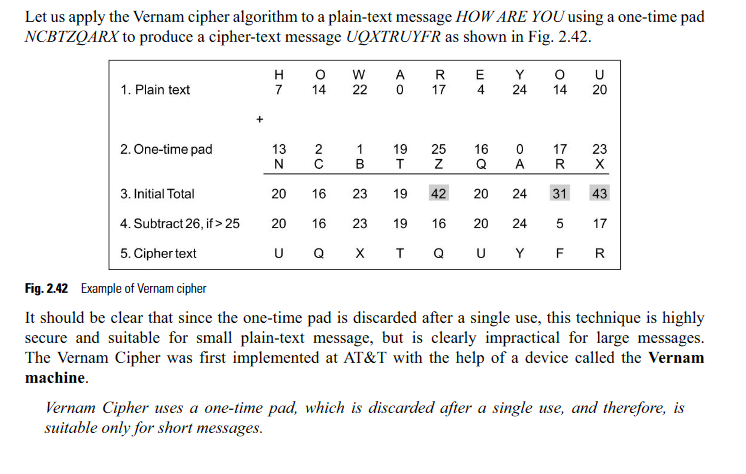 Let us apply the Vernam cipher algorithm to a plain-text message HOW ARE YOU using a one-time pad
NCBTZQARX to produce a cipher-text message UQXTRUYFR as shown in Fig. 2.42.
H O W A R E Y O U
1. Plain text 7 14 22 0 17 4 24 14 20
+
2. One-time pad 13 2 1 19 25 16 0 17 23
N C B T Z Q A R X
3. Initial Total 20 16 23 19 42 20 24 31 43
4. Subtract 26, if > 25 20 16 23 19 16 20 24 5 17
5. Cipher text U Q X T Q U Y F R
Fig. 2.42 Example of Vernam cipher
It should be clear that since the one-time pad is discarded after a single use, this technique is highly
secure and suitable for small plain-text message, but is clearly impractical for large messages.
The Vernam Cipher was first implemented at AT&T with the help of a device called the Vernam
machine.
Vernam Cipher uses a one-time pad, which is discarded after a single use, and therefore, is
suitable only for short messages.